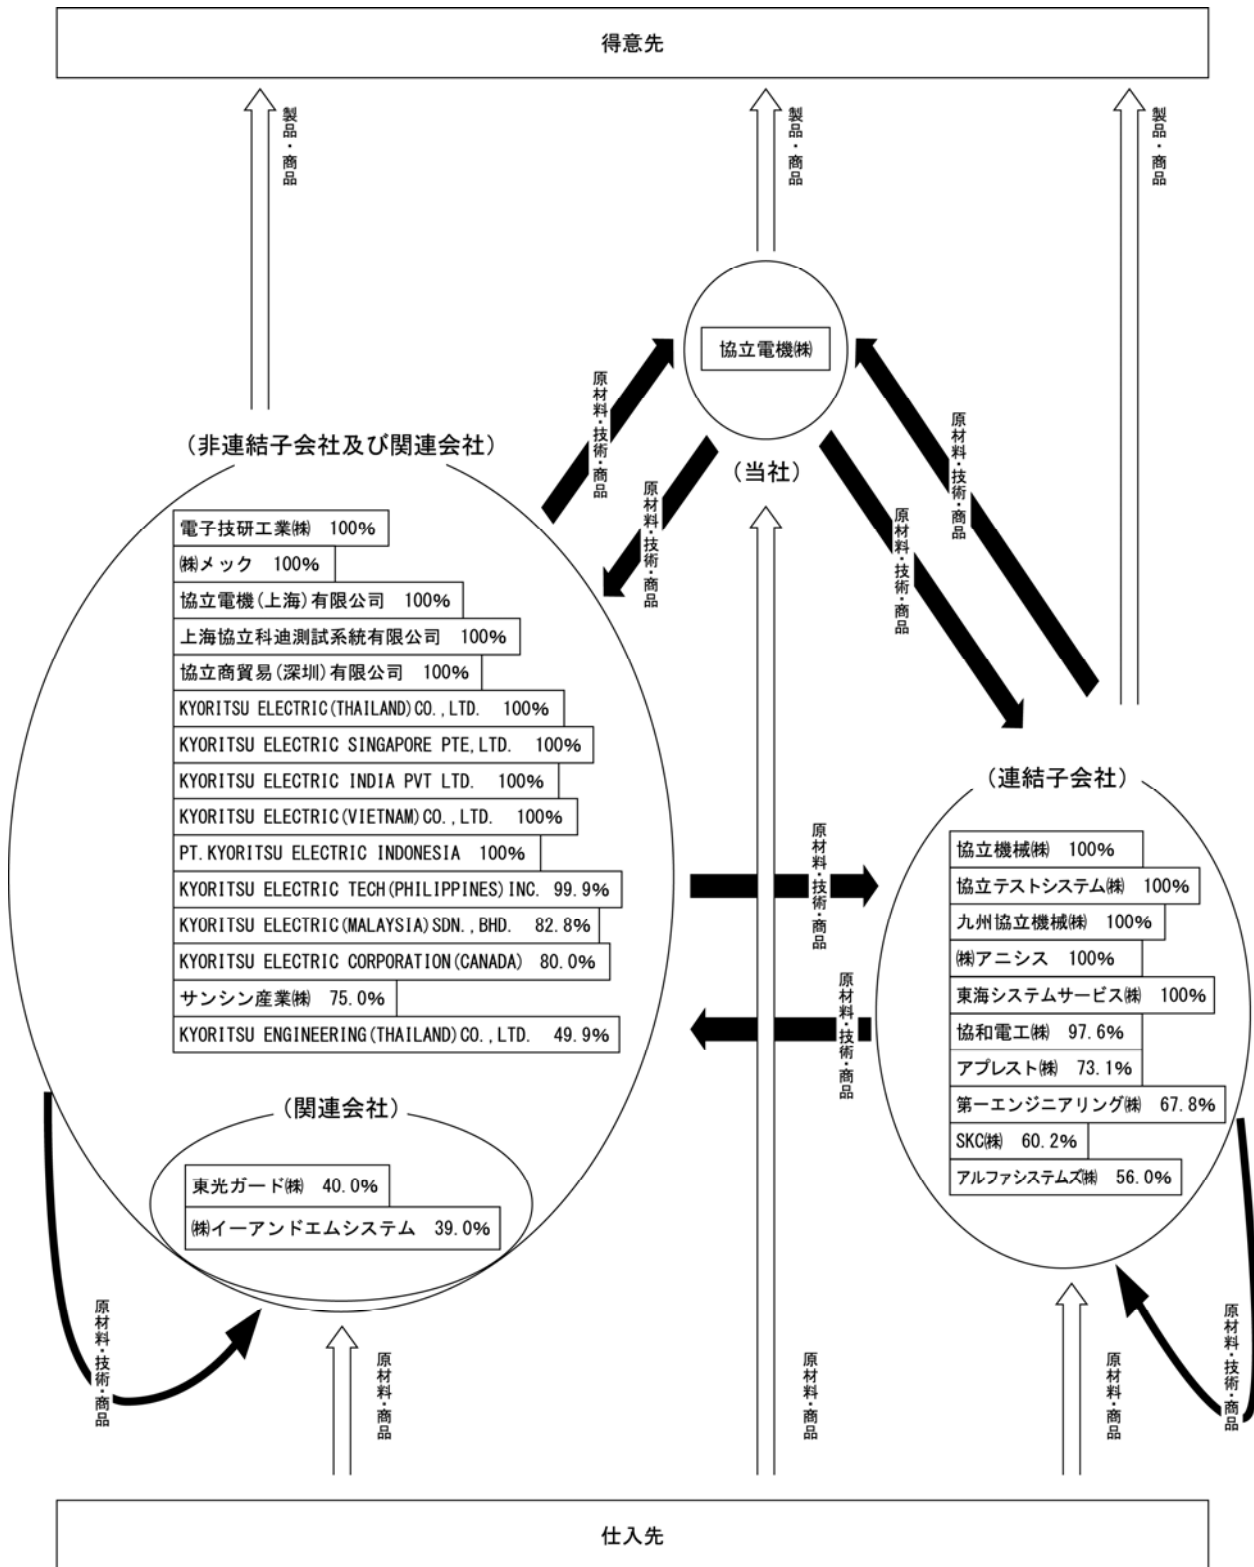 得意先
製品・商品
製品・商品
製品・商品
協立電機㈱
(当社)
原材料・技術・商品
原材料・技術・商品
原材料・技術・商品
原材料・技術・商品
(非連結子会社及び関連会社)
電子技研工業㈱ 100%
㈱メック 100%
協立電機(上海)有限公司 100%
上海協立科迪測試系統有限公司 100%
協立商貿易(深圳)有限公司 100%
KYORITSU ELECTRIC(THAILAND)CO.,LTD. 100%
KYORITSU ELECTRIC SINGAPORE PTE,LTD. 100%
KYORITSU ELECTRIC INDIA PVT LTD. 100%
KYORITSU ELECTRIC(VIETNAM)CO.,LTD. 100%
PT.KYORITSU ELECTRIC INDONESIA 100%
KYORITSU ELECTRIC TECH(PHILIPPINES)INC. 99.9%
KYORITSU ELECTRIC(MALAYSIA)SDN.,BHD. 82.8%
KYORITSU ELECTRIC CORPORATION(CANADA) 80.0%
サンシン産業㈱ 75.0%
KYORITSU ENGINEERING(THAILAND)CO.,LTD. 49.9%
(関連会社)
東光ガード㈱ 40.0%
㈱イーアンドエムシステム 39.0%
原材料・技術・商品
原材料・技術・商品
(連結子会社)
協立機械㈱ 100%
協立テストシステム㈱ 100%
九州協立機械㈱ 100%
㈱アニシス 100%
東海システムサービス㈱ 100%
協和電工㈱ 97.6%
アプレスト㈱ 73.1%
第一エンジニアリング㈱ 67.8%
SKC㈱ 60.2%
アルファシステムズ㈱ 56.0%
原材料・技術・商品
原材料・商品
原材料・商品
原材料・商品
原材料・技術・商品
仕入先